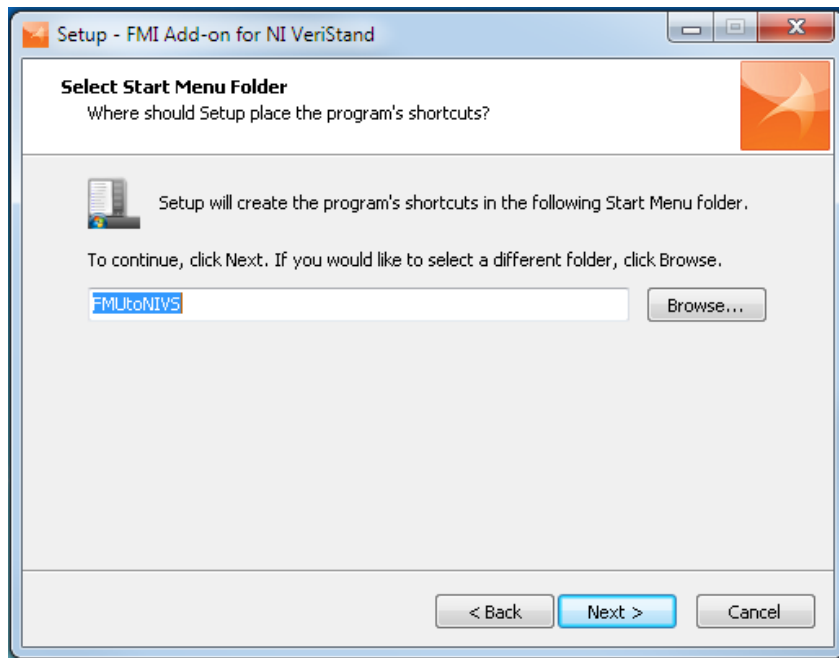 Setup - FMI Add-on for NI VeriStand
Select Start Menu Folder
Where should Setup place the program's shortcuts?
Setup will create the program's shortcuts in the following Start Menu folder.
To continue, click Next. If you would like to select a different folder, click Browse.
FMUtoNIVS
Browse...
< Back
Next >
Cancel